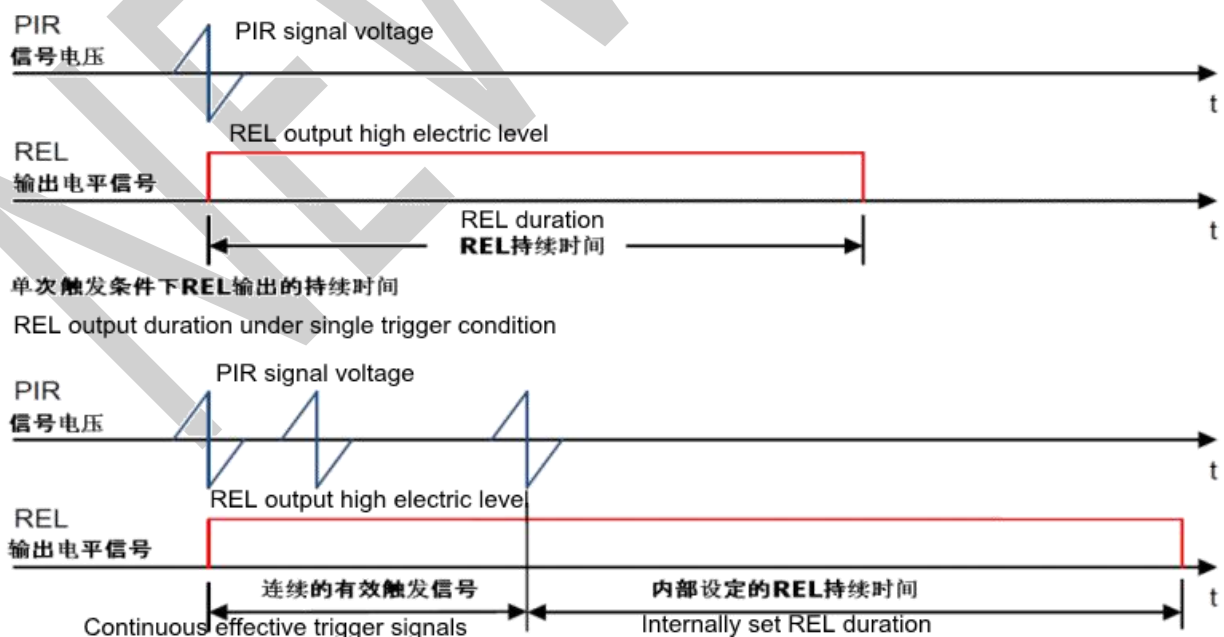 PIR
PIR signal voltage
信号电压
t
REL output high electric level
REL
输出电平信号
t
REL duration
REL持续时间
单次触发条件下REL输出的持续时间
REL output duration under single trigger condition
PIR signal voltage
PIR
信号电压
t
REL output high electric level
REL
输出电平信号
t
连续的有效触发信号
内部设定的REL持续时间
Continuous effective trigger signals
Internally set REL duration